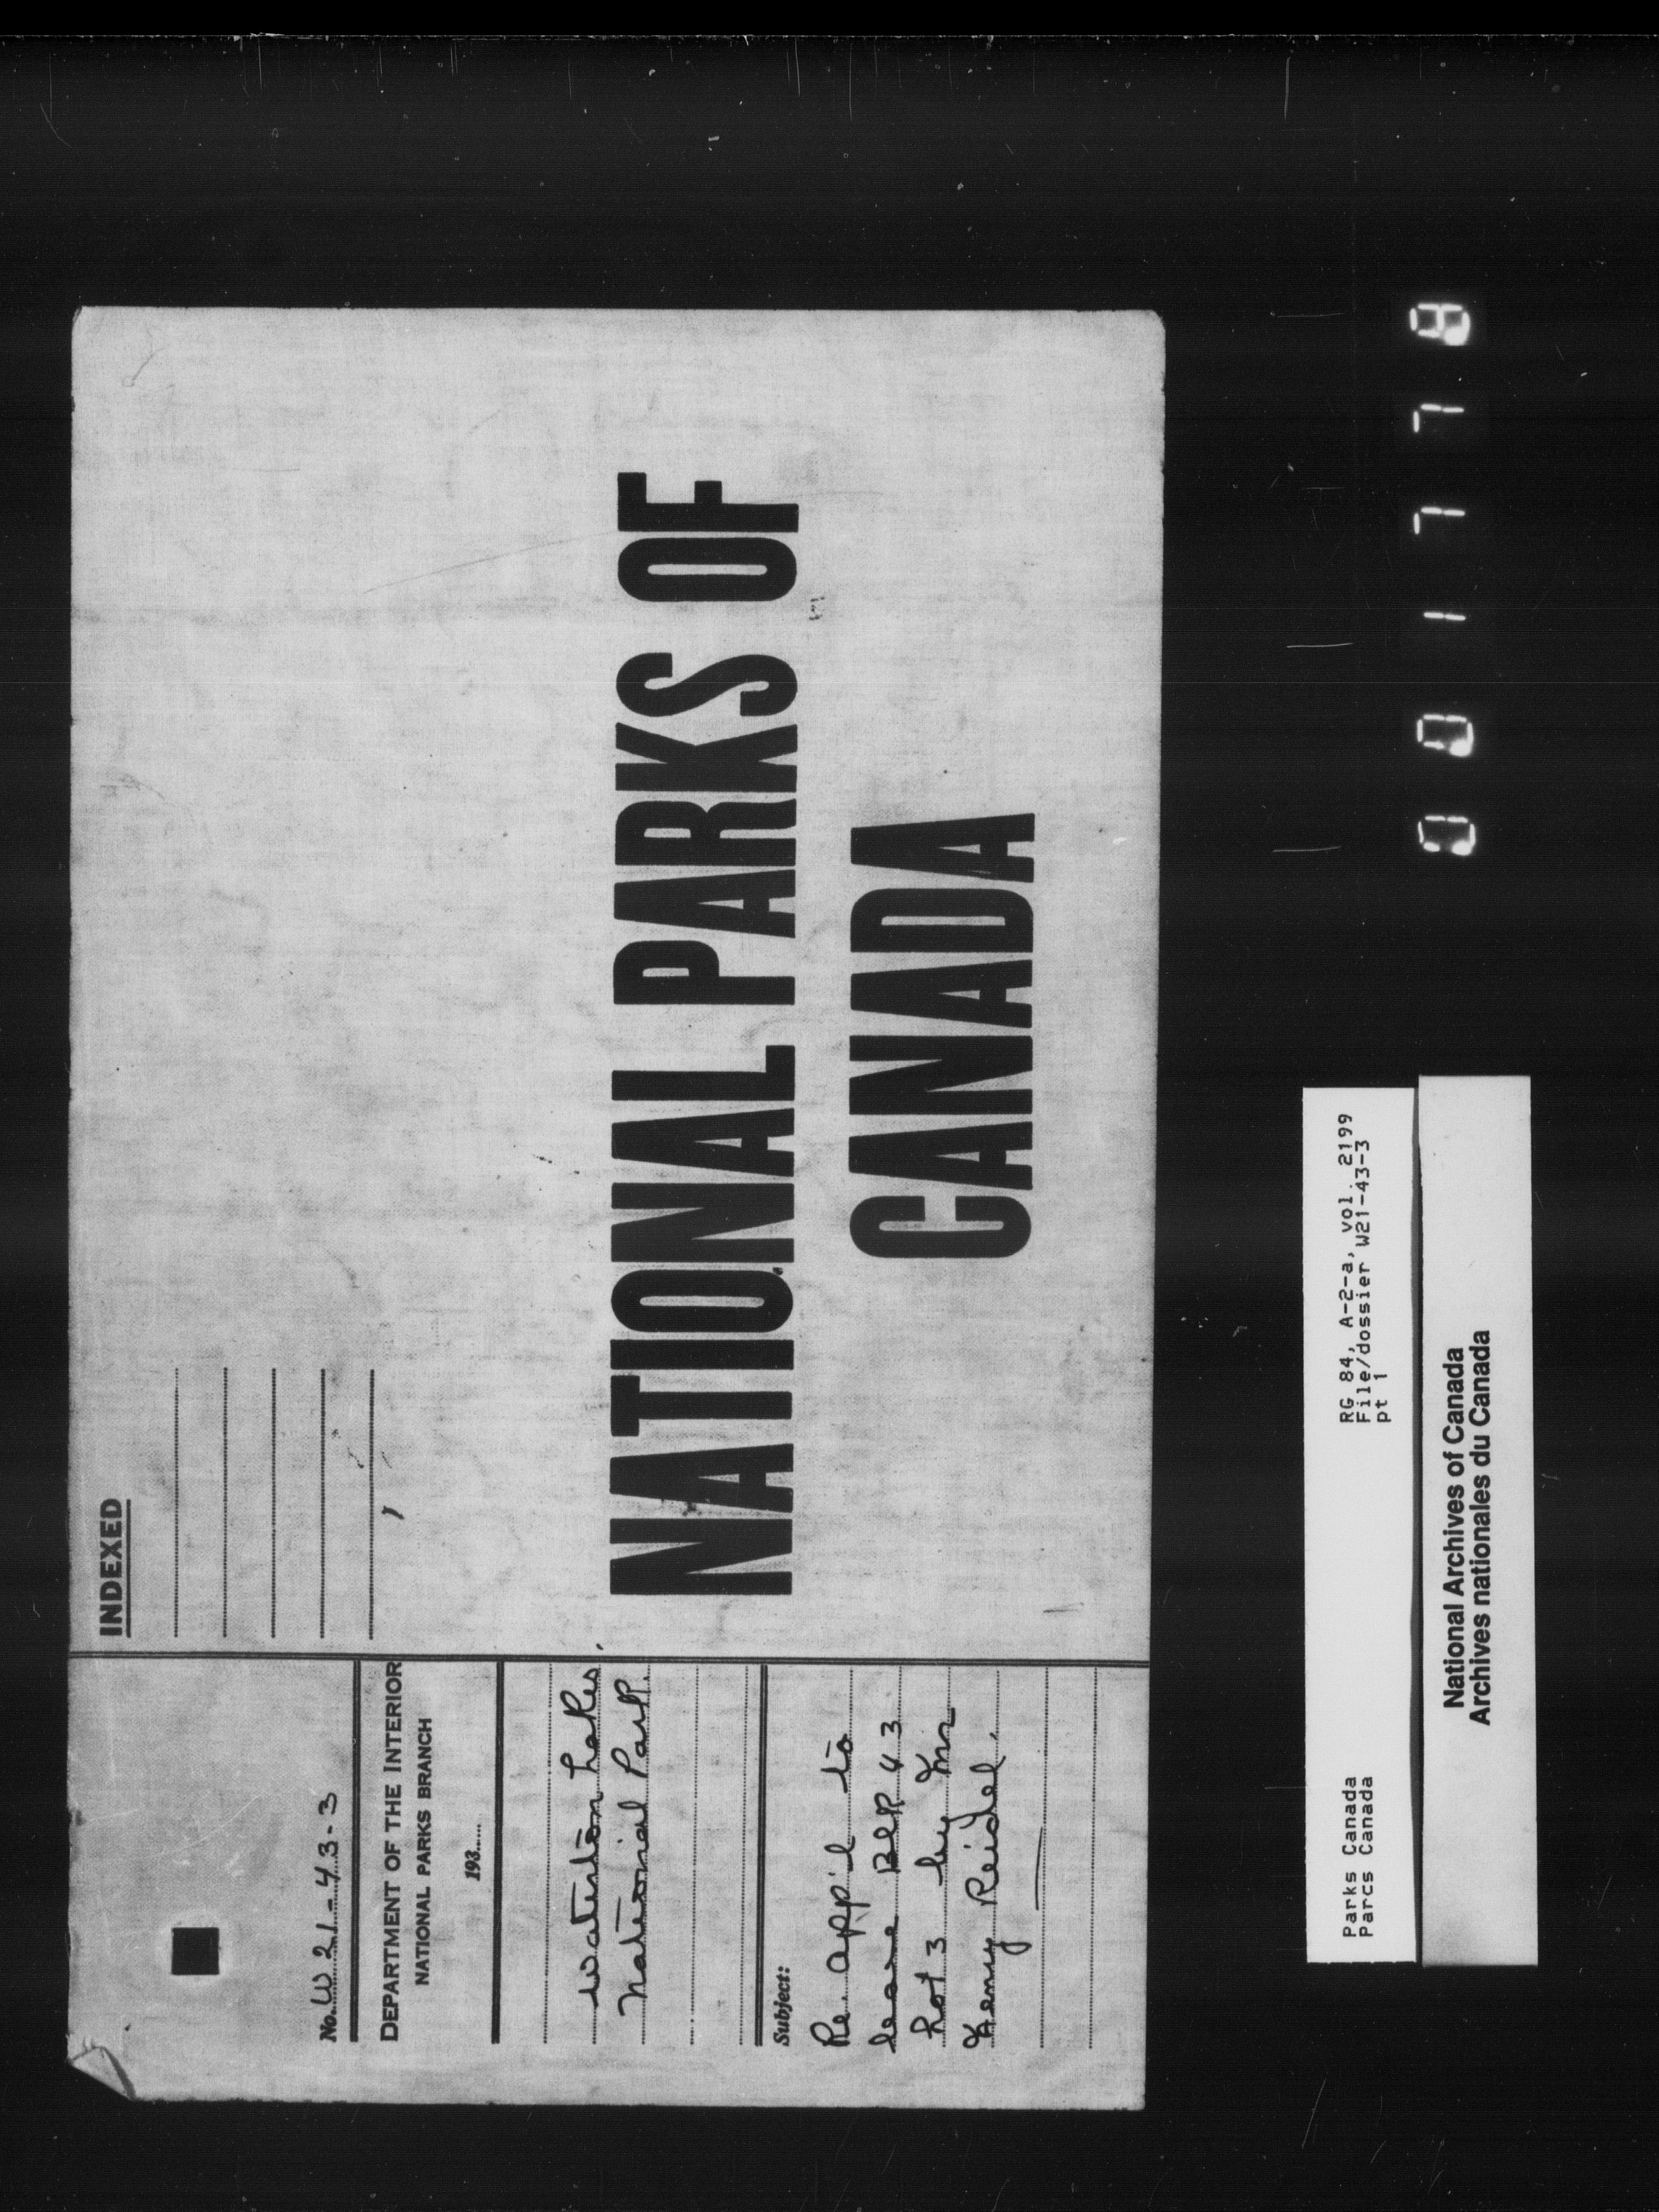 No. W 21-43-3
DEPARTMENT OF THE INTERIOR
NATIONAL PARKS BRANCH
193......
Waterton Lakes
National Park.
Subject:
Re. app'l to
lease Blk 43
Lot 3 by Mr
Henry Reidel.
INDEXED
NATIONAL PARKS OF
CANADA
Parks Canada
Parcs Canada
RG 84, A-2-a, vol. 2199
File/dossier W21-43-3
pt 1
National Archives of Canada
Archives nationales du Canada